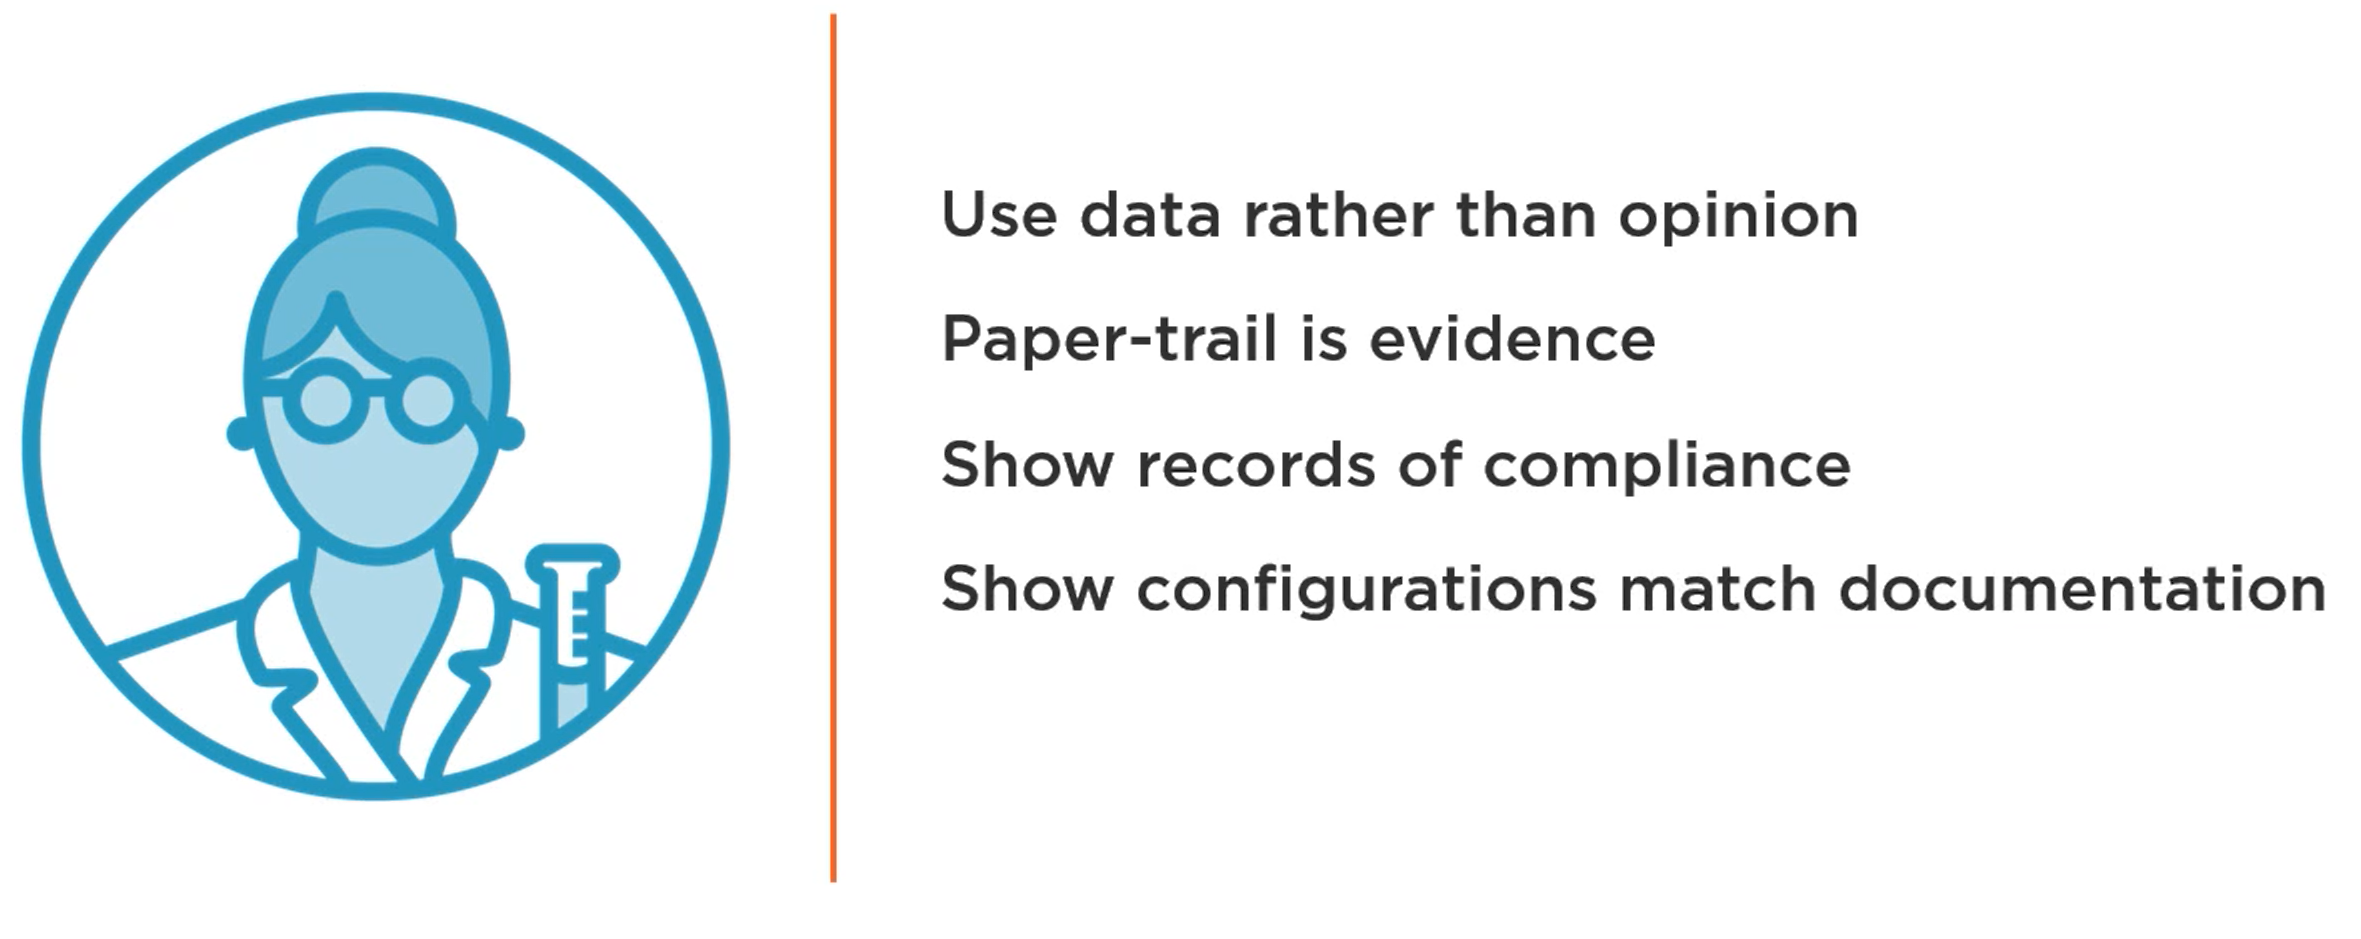 Use data rather than opinion
Paper-trail is evidence
Show records of compliance
Show configurations match documentation